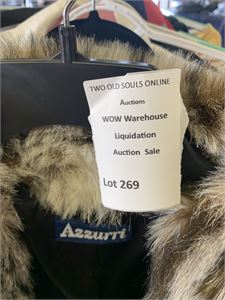 TWO OLD SOULS ONLINE
Auctions
WOW Warehouse
Liquidation
Auction Sale
Lot 269
Azzurri